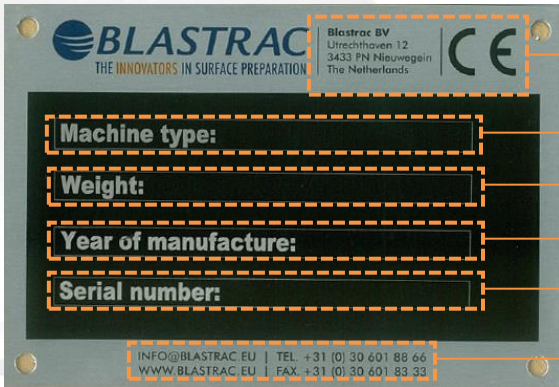 BLASTRAC
THE INNOVATORS IN SURFACE PREPARATION
Blastrac BV
Utrechthaven 12
3433 PN Nieuwegein
The Netherlands
CE
Machine type:
Weight:
Year of manufacture:
Serial number:
INFO@BLASTRAC.EU | TEL. +31 (0) 30 601 88 66
WWW.BLASTRAC.EU | FAX. +31 (0) 30 601 83 33